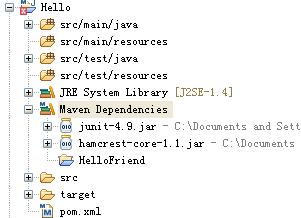 Hello
src/main/java
src/main/resources
src/test/java
src/test/resources
JRE System Library [J2SE-1.4]
Maven Dependencies
junit-4.9.jar - C:\Documents and Sett
hamcrest-core-1.1.jar - C:\Documents
HelloFriend
src
target
pom.xml